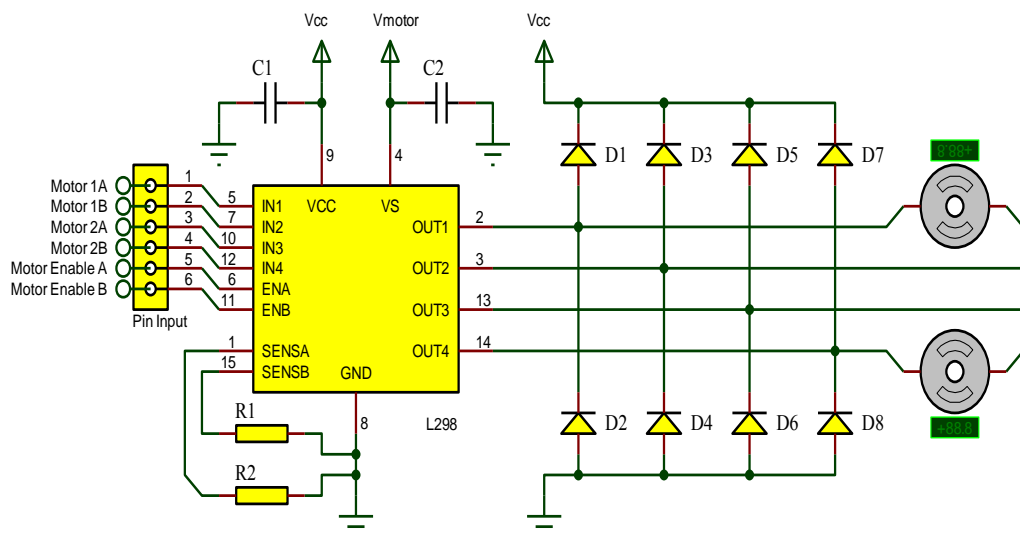 Vcc
Vmotor
Vcc
C1
C2
9
4
D1
D3
D5
D7
+88.8
Motor 1A
Motor 1B
Motor 2A
Motor 2B
Motor Enable A
Motor Enable B
1
2
3
4
5
6
Pin Input
5
7
10
12
6
11
1
15
IN1
IN2
IN3
IN4
ENA
ENB
SENSA
SENSB
VCC
VS
GND
OUT1
OUT2
OUT3
OUT4
2
3
13
14
8
L298
R1
R2
D2
D4
D6
D8
+88.8